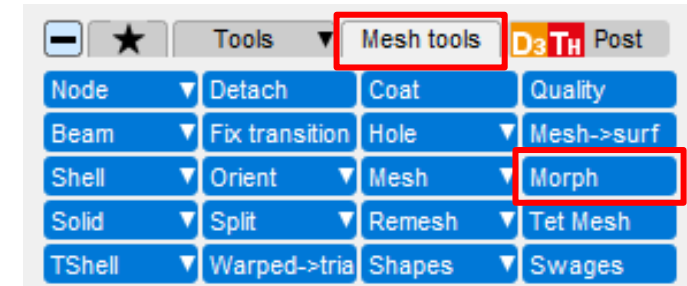 Tools Mesh tools D3 TH Post
Node Detach Coat Quality
Beam Fix transition Hole Mesh->surf
Shell Orient Mesh Morph
Solid Split Remesh Tet Mesh
TShell Warped->tria Shapes Swages